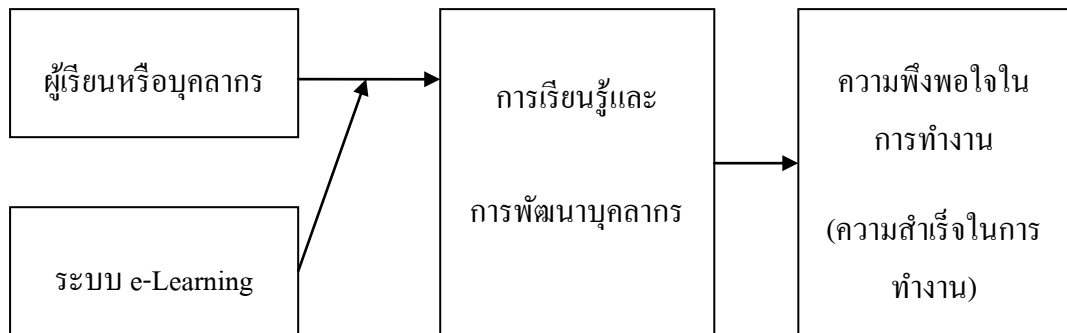 ผู้เรียนหรือบุคลากร
ระบบ e-Learning
การเรียนรู้และ
การพัฒนาบุคลากร
ความพึงพอใจใน
การทำงาน
(ความสำเร็จในการ
ทำงาน)